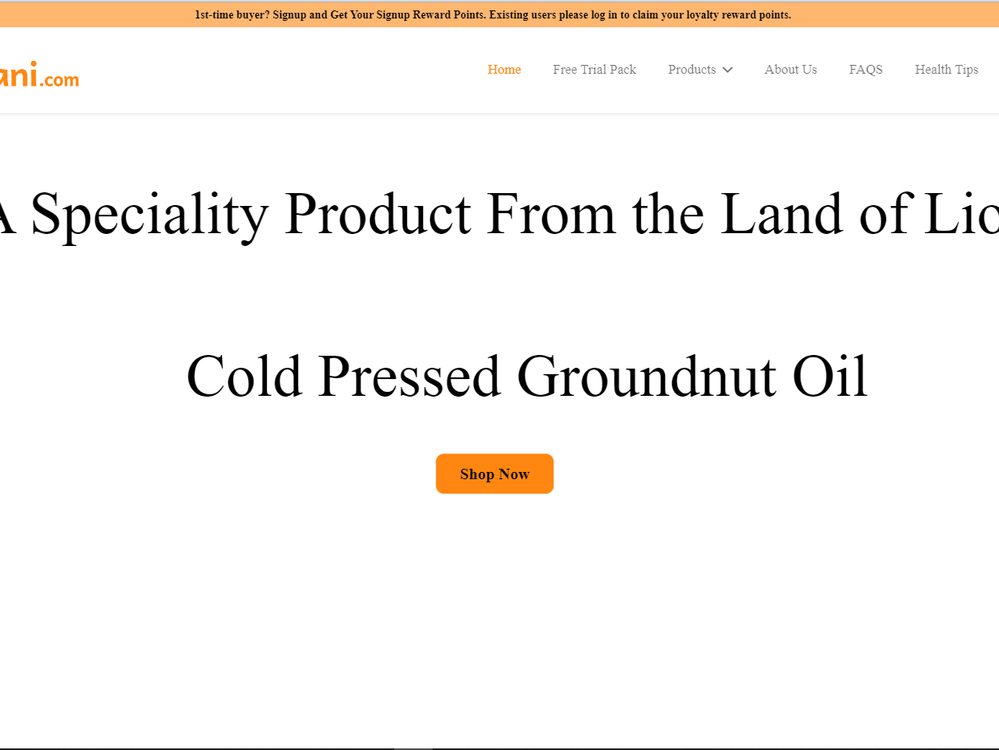 1st-time buyer? Signup and Get Your Signup Reward Points. Existing users please log in to claim your loyalty reward points.
ani.com Home Free Trial Pack Products About Us FAQS Health Tips
A Speciality Product From the Land of Lio
Cold Pressed Groundnut Oil
Shop Now